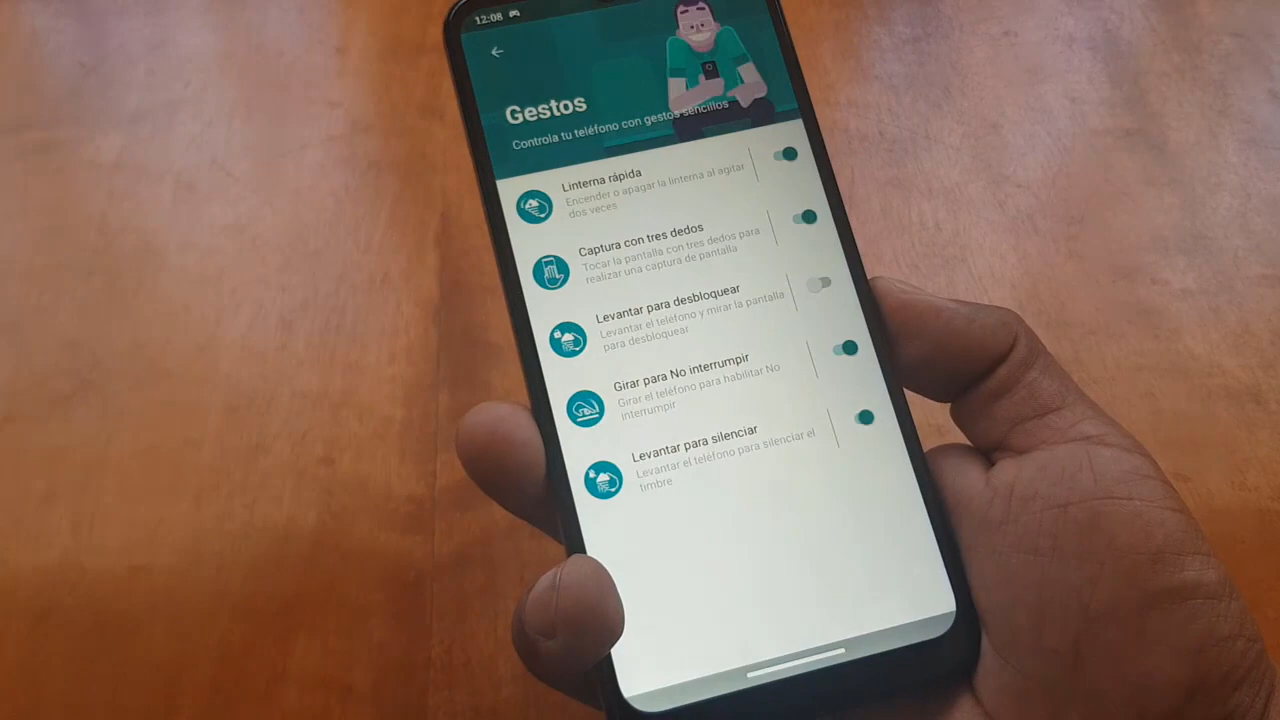 12:08
Gestos
Controla tu teléfono con gestos sencillos
Linterna rápida
Encender o apagar la linterna al agitar
dos veces
Captura con tres dedos
Tocar la pantalla con tres dedos para
realizar una captura de pantalla
Levantar para desbloquear
Levantar el teléfono y mirar la pantalla
para desbloquear
Girar para No interrumpir
Girar el teléfono para habilitar No
interrumpir
Levantar para silenciar
Levantar el teléfono para silenciar el
timbre